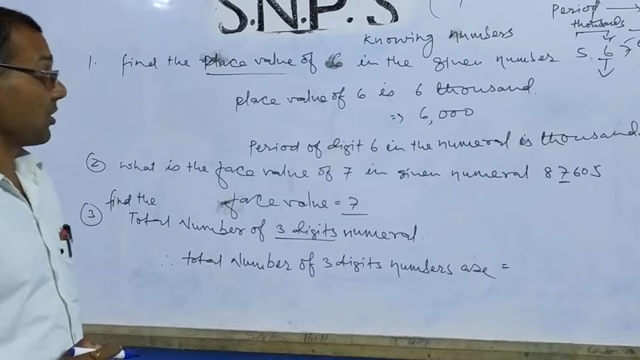 S.N.P.S
Period →
Knowing numbers
thousands
1. find the Place value of 6 in the given number 5 6 7
place value of 6 is 6 thousand.
⇒ 6,000
Period of digit 6 in the numeral is thousand
② What is the face value of 7 in given numeral 87605
face value = 7
③ find the
Total Number of 3 digits numeral.
∴ total Number of 3 digits numbers are =